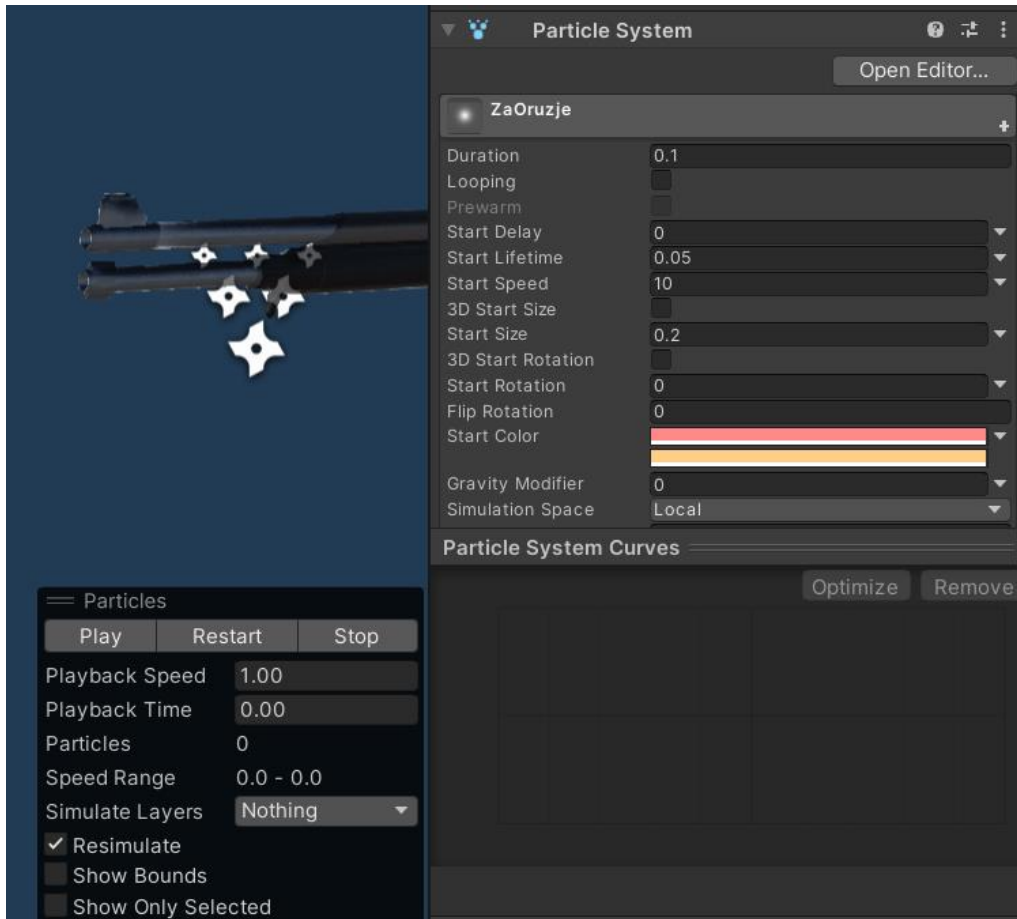 Particle System
Open Editor...
ZaOruzje
Duration 0.1
Looping
Prewarm
Start Delay 0
Start Lifetime 0.05
Start Speed 10
3D Start Size
Start Size 0.2
3D Start Rotation
Start Rotation 0
Flip Rotation 0
Start Color
Gravity Modifier 0
Simulation Space Local
Particle System Curves
Optimize Remove
Particles
Play Restart Stop
Playback Speed 1.00
Playback Time 0.00
Particles 0
Speed Range 0.0 - 0.0
Simulate Layers Nothing
Resimulate
Show Bounds
Show Only Selected